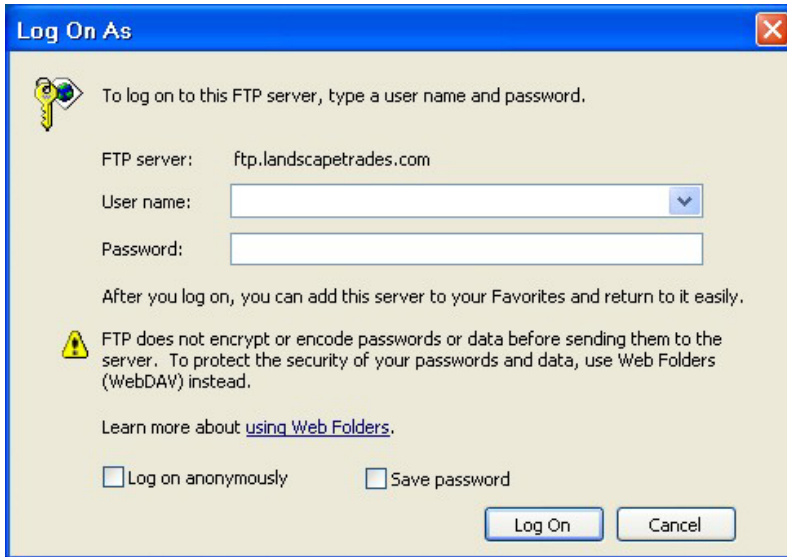 Log On As
To log on to this FTP server, type a user name and password.
FTP server: ftp.landscapetrades.com
User name:
Password:
After you log on, you can add this server to your Favorites and return to it easily.
FTP does not encrypt or encode passwords or data before sending them to the
server. To protect the security of your passwords and data, use Web Folders
(WebDAV) instead.
Learn more about using Web Folders.
Log on anonymously Save password
Log On Cancel